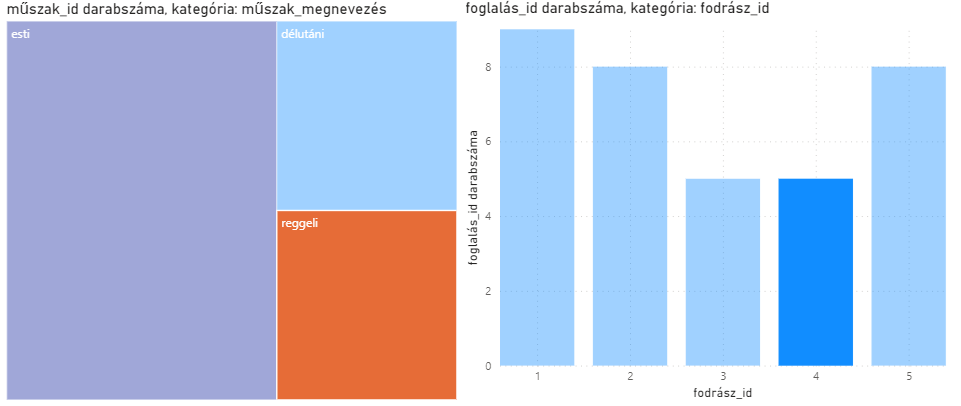 műszak_id darabszáma, kategória: műszak_megnevezés
esti
délutáni
reggeli
foglalás_id darabszáma, kategória: fodrász_id
foglalás_id darabszáma
8
6
4
2
0
1
2
3
4
5
fodrász_id